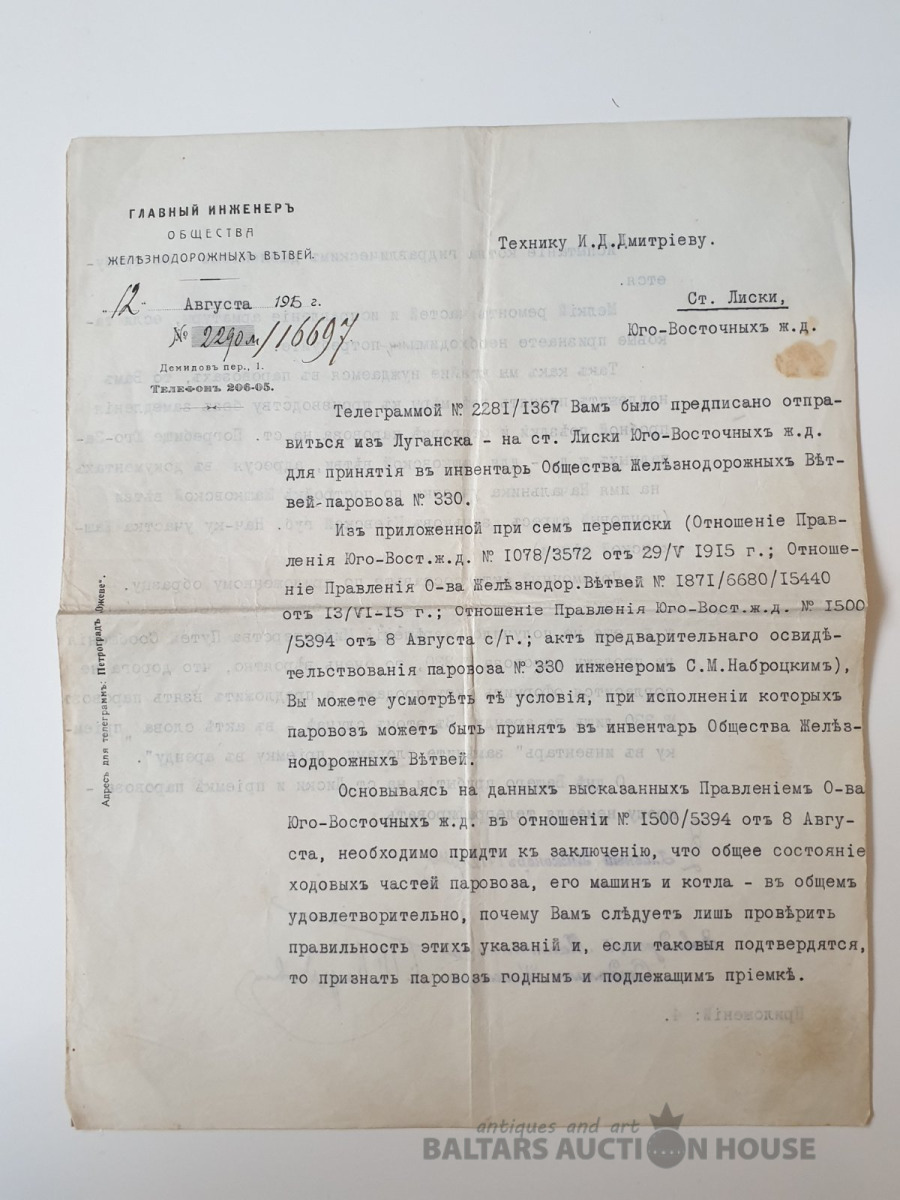 ГЛАВНЫЙ ИНЖЕНЕРЪ
ОБЩЕСТВА
ЖЕЛѢЗНОДОРОЖНЫХЪ ВѢТВЕЙ.
„12" Августа 1915 г.
№ 2290м/16697
Демидовъ пер., 1.
Телефонъ 206-05.
Технику И.Д.Дмитріеву.
Ст. Лиски,
Юго-Восточныхъ ж.д.
Телеграммой № 2281/1367 Вамъ было предписано отпра-
виться изъ Луганска - на ст. Лиски Юго-Восточныхъ ж.д.
для принятія въ инвентарь Общества Желѣзнодорожныхъ Вѣт-
вей-паровоза № 330.
Изъ приложенной при семъ переписки (Отношеніе Прав-
ленія Юго-Вост.ж.д. № 1078/3572 отъ 29/V 1915 г.; Отноше-
ніе Правленія О-ва Желѣзнодор.Вѣтвей № 1871/6680/15440
отъ 13/VI-15 г.; Отношеніе Правленія Юго-Вост.ж.д. № 1500
/5394 отъ 8 Августа с/г.; актъ предварительнаго освидѣ-
тельствованія паровоза № 330 инженеромъ С.М.Наброцкимъ),
Вы можете усмотрѣть тѣ условія, при исполненіи которыхъ
паровозъ можетъ быть принятъ въ инвентарь Общества Желѣз-
нодорожныхъ Вѣтвей.
Основываясь на данныхъ высказанныхъ Правленіемъ О-ва
Юго-Восточныхъ ж.д. въ отношеніи № 1500/5394 отъ 8 Авгу-
ста, необходимо придти къ заключенію, что общее состояніе
ходовыхъ частей паровоза, его машинъ и котла - въ общемъ
удовлетворительно, почему Вамъ слѣдуетъ лишь провѣрить
правильность этихъ указаній и, если таковыя подтвердятся,
то признать паровозъ годнымъ и подлежащимъ пріемкѣ.
Адресъ для телеграммъ: Петроградъ „Ожеве".
Приложеній: 4.
antiques and art
BALTARS AUCTION HOUSE